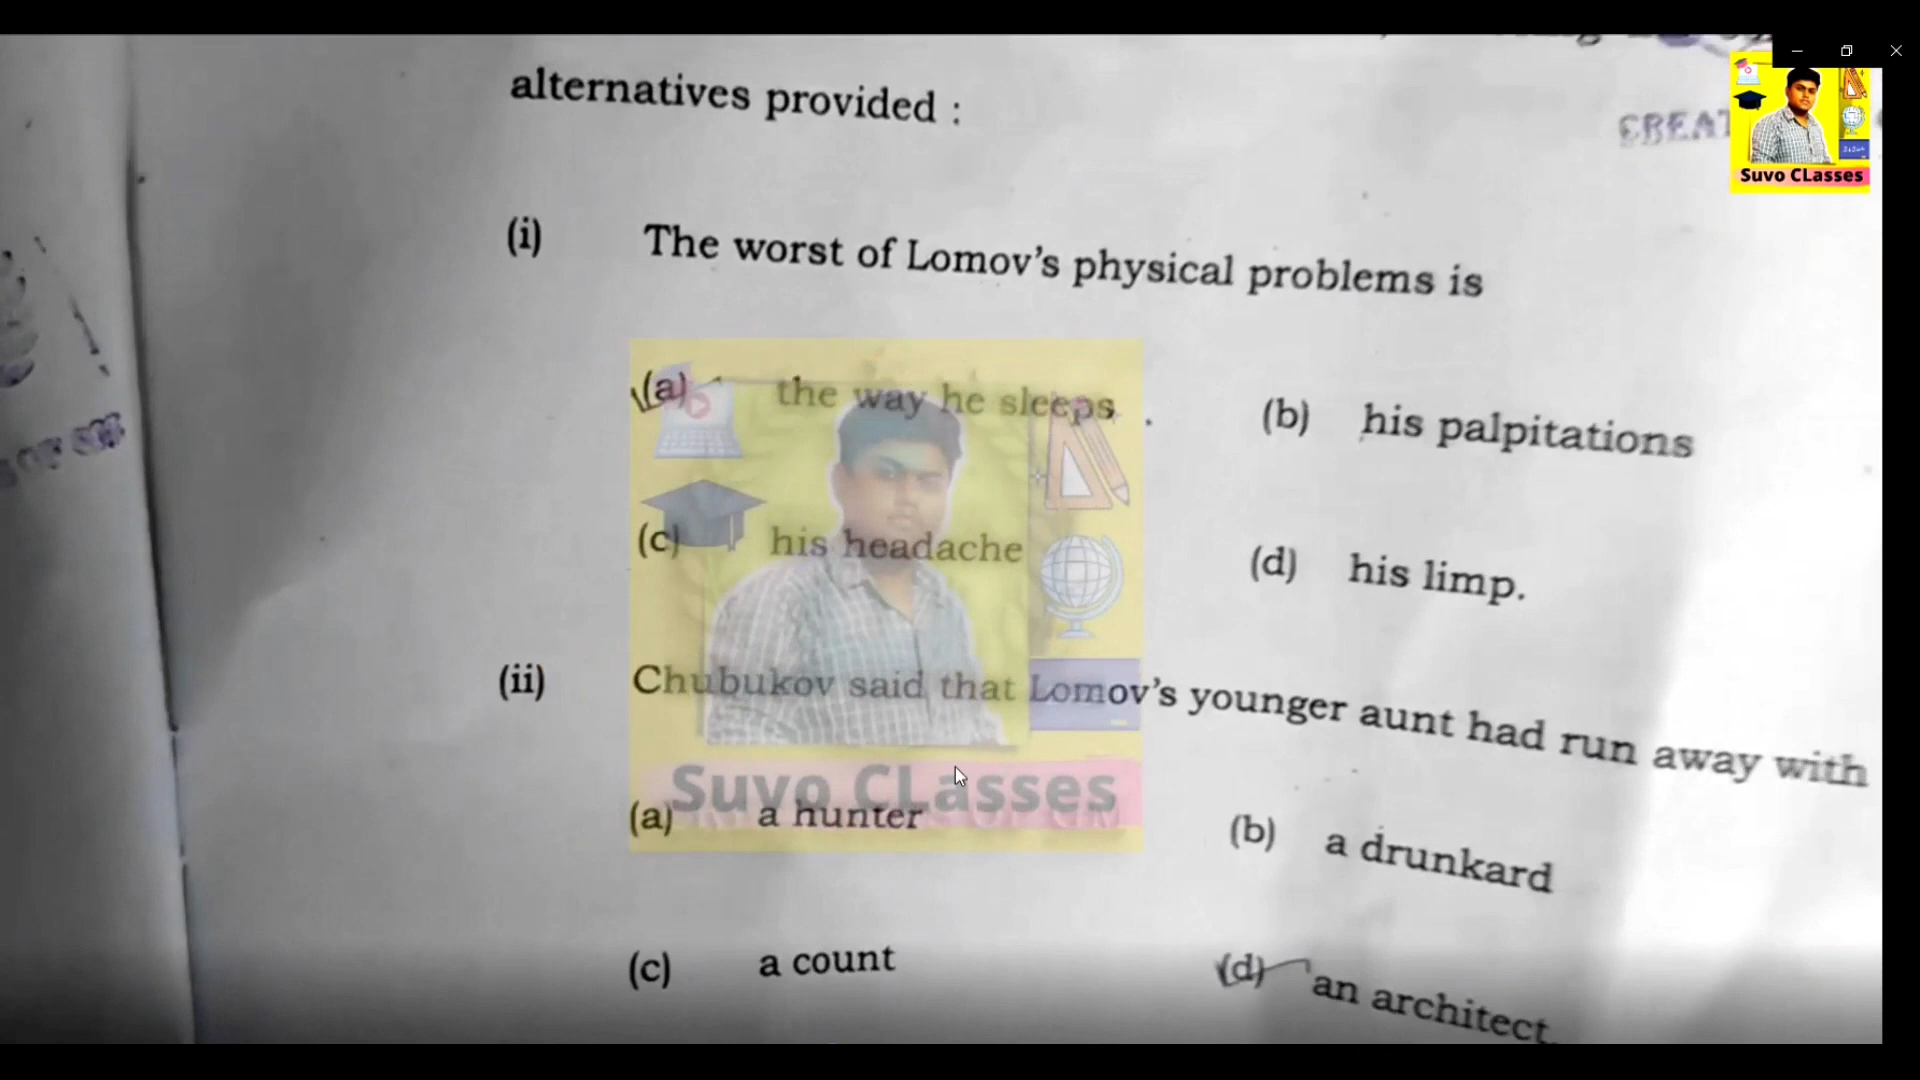 alternatives provided :
Suvo CLasses
(i) The worst of Lomov's physical problems is
(a) the way he sleeps (b) his palpitations
(c) his headache (d) his limp.
(ii) Chubukov said that Lomov's younger aunt had run away with
Suvo CLasses
(a) a hunter (b) a drunkard
(c) a count (d) an architect.